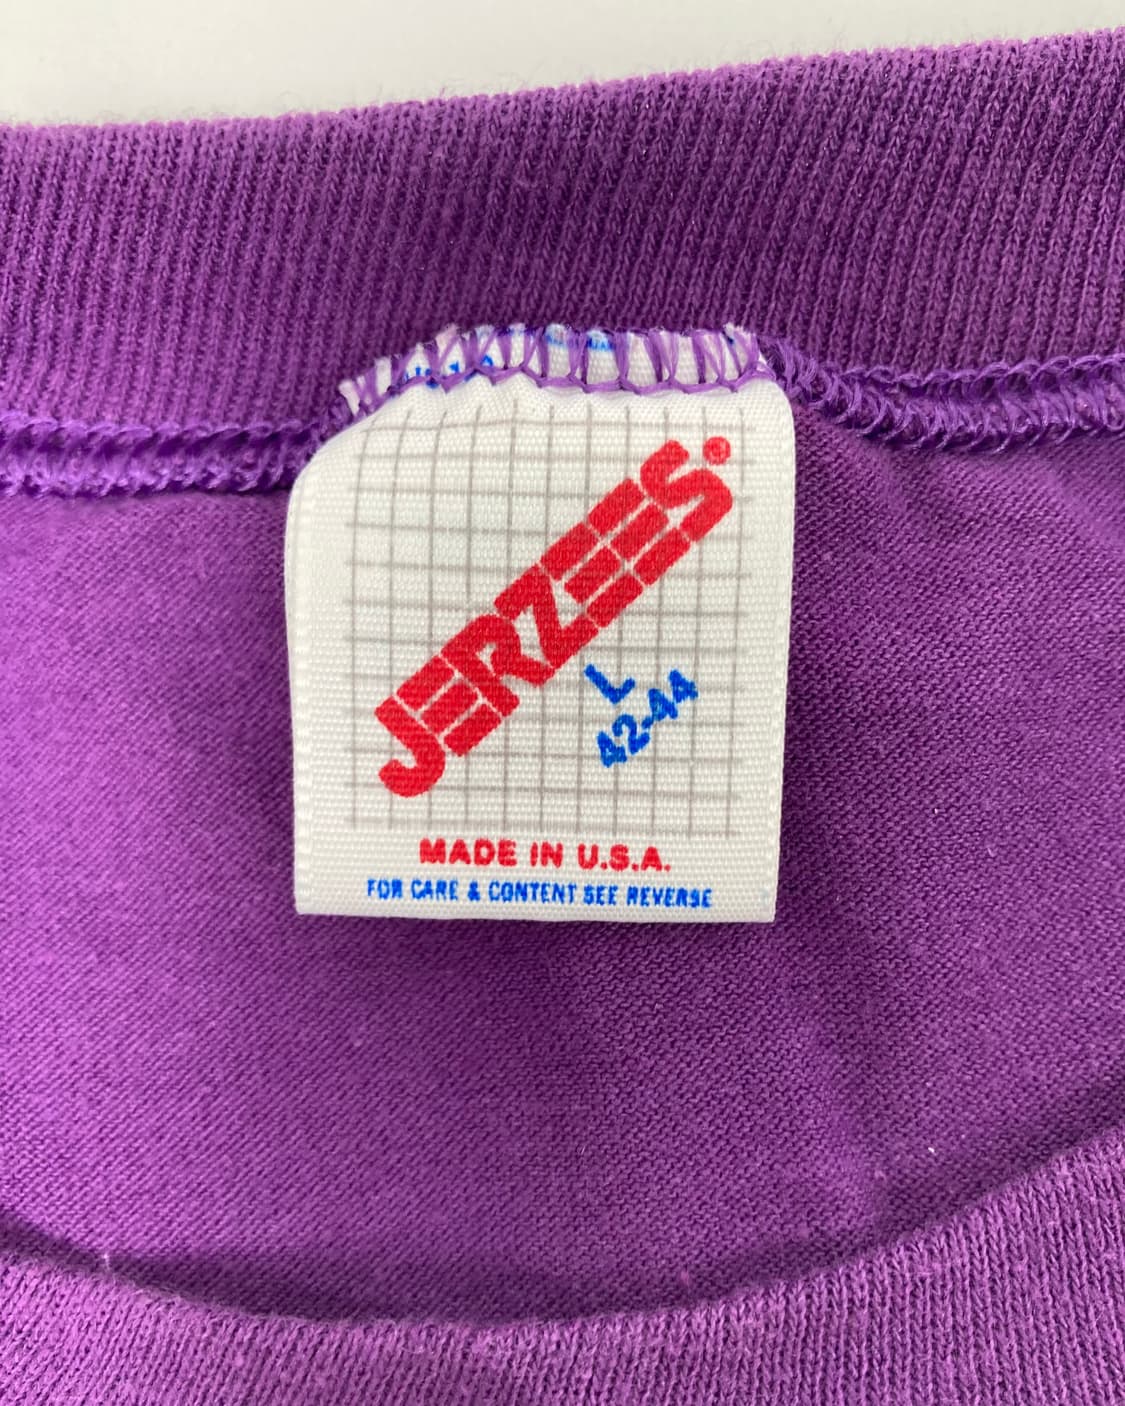 JERZEES
L
42-44
MADE IN U.S.A.
FOR CARE & CONTENT SEE REVERSE